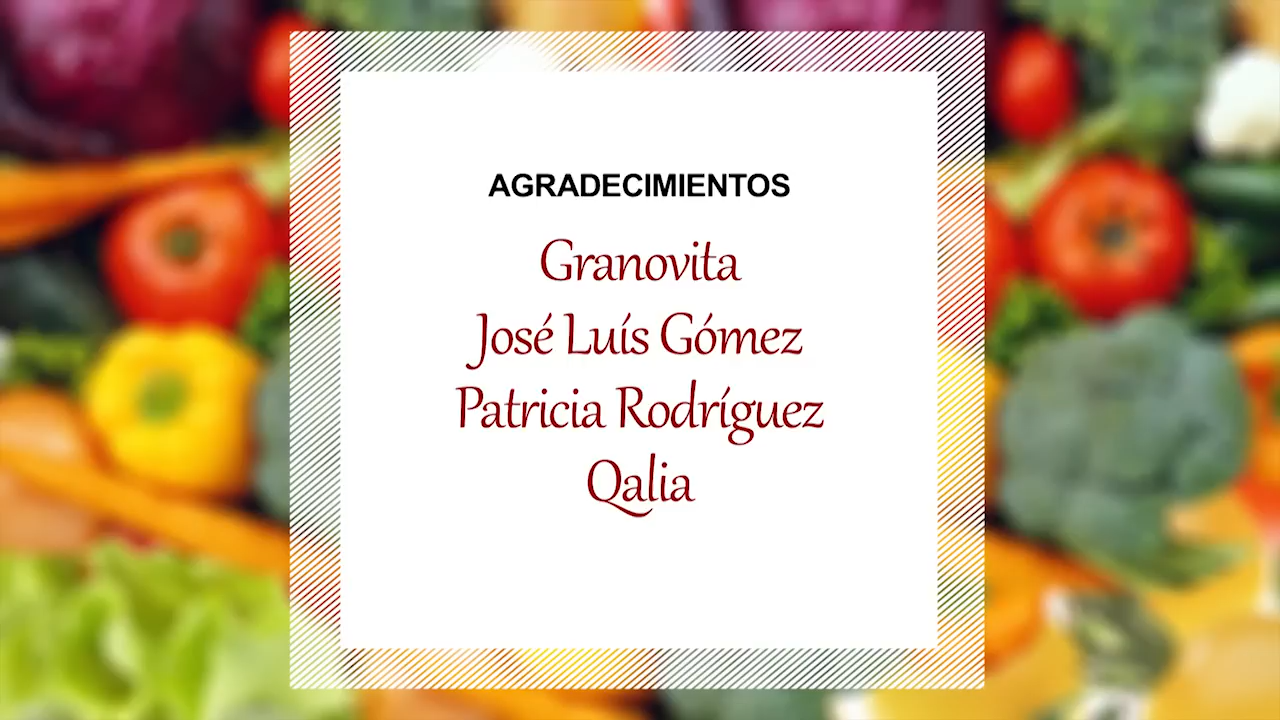 AGRADECIMIENTOS
Granovita
José Luís Gómez
Patricia Rodríguez
Qalia